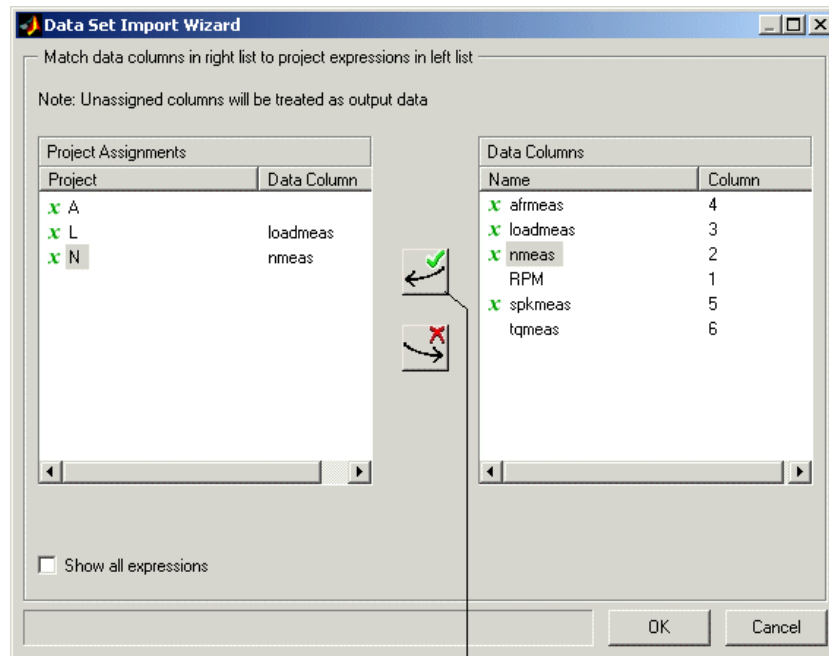 Data Set Import Wizard
Match data columns in right list to project expressions in left list
Note: Unassigned columns will be treated as output data
Project Assignments
Project Data Column
x A
x L loadmeas
x N nmeas
Data Columns
Name Column
x afrmeas 4
x loadmeas 3
x nmeas 2
RPM 1
x spkmeas 5
tqmeas 6
Show all expressions
OK Cancel